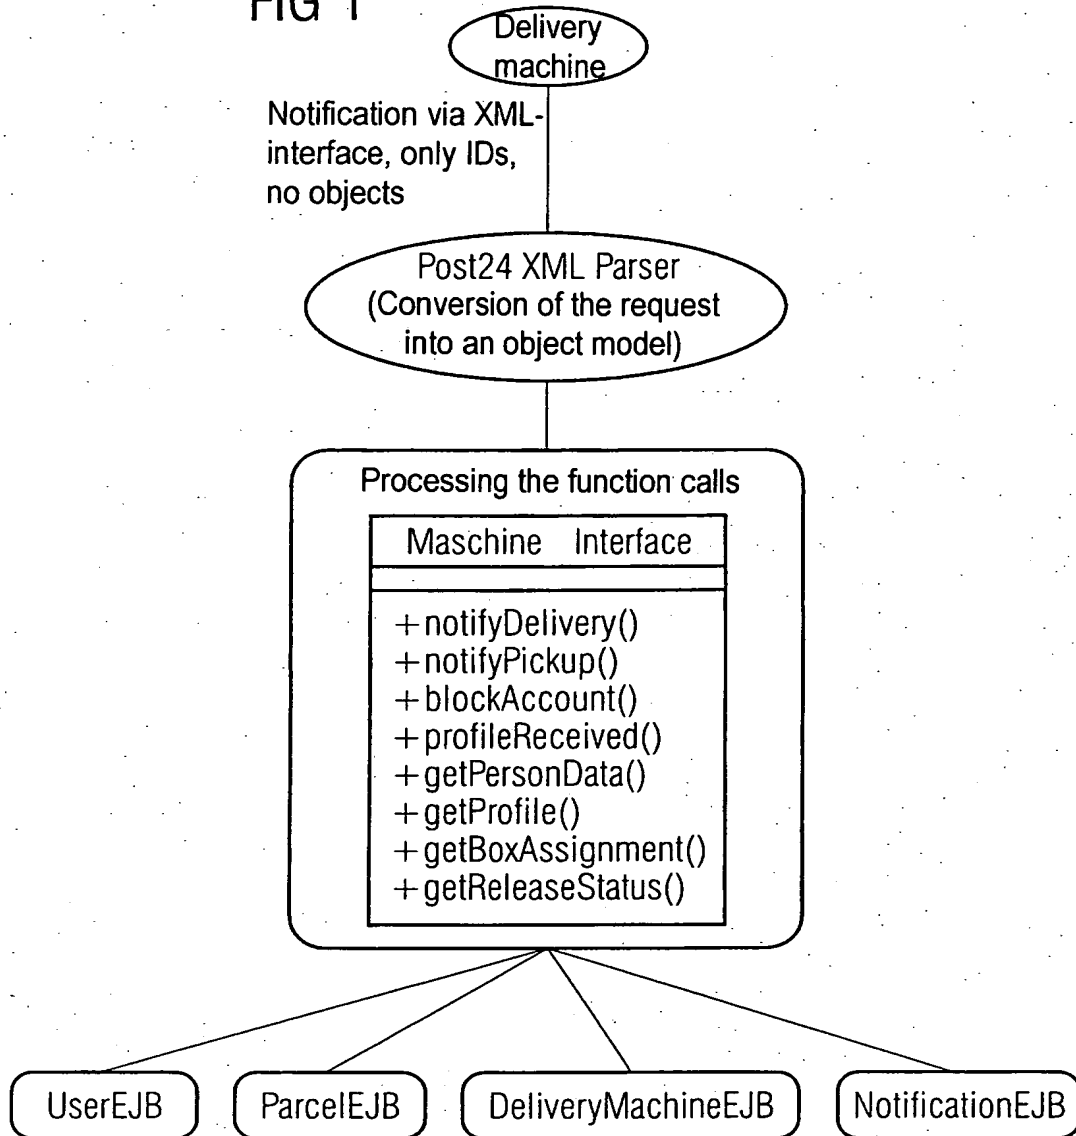 FIG 1
Delivery
machine
Notification via XML-
interface, only IDs,
no objects
Post24 XML Parser
(Conversion of the request
into an object model)
Processing the function calls
Maschine Interface
+notifyDelivery()
+notifyPickup()
+blockAccount()
+profileReceived()
+getPersonData()
+getProfile()
+getBoxAssignment()
+getReleaseStatus()
UserEJB
ParcelEJB
DeliveryMachineEJB
NotificationEJB